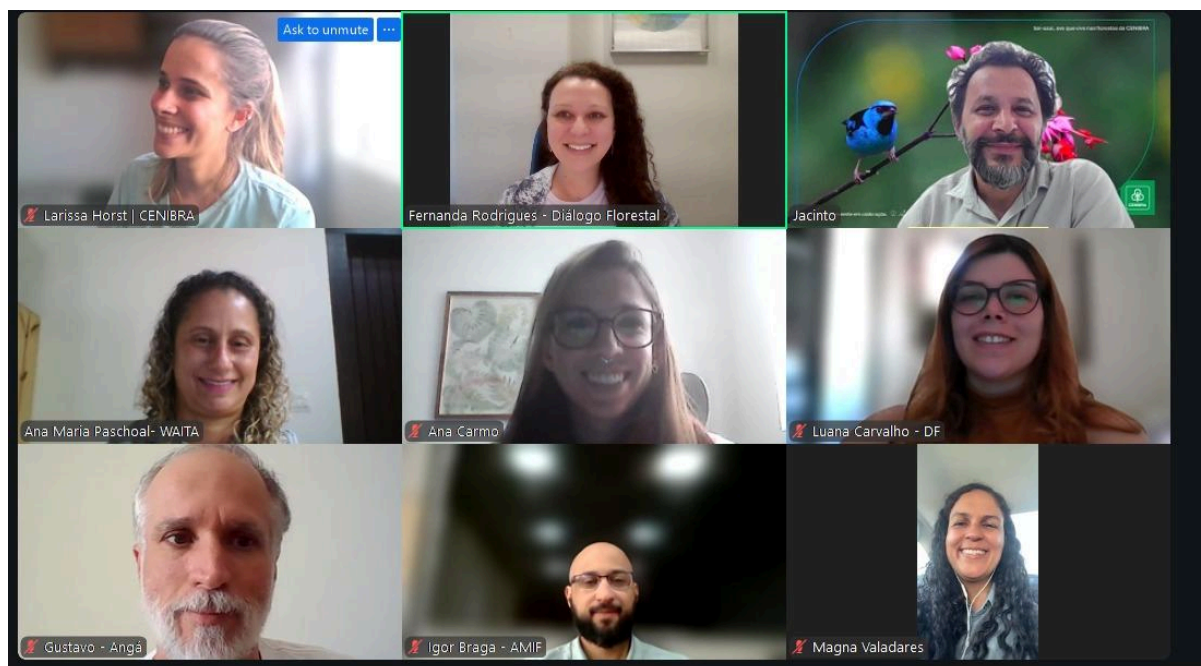 Ask to unmute
Larissa Horst | CENIBRA
Fernanda Rodrigues - Diálogo Florestal
Jacinto
CENIBRA
Ana Maria Paschoal- WAITA
Ana Carmo
Luana Carvalho - DF
Gustavo - Angá
Igor Braga - AMIF
Magna Valadares